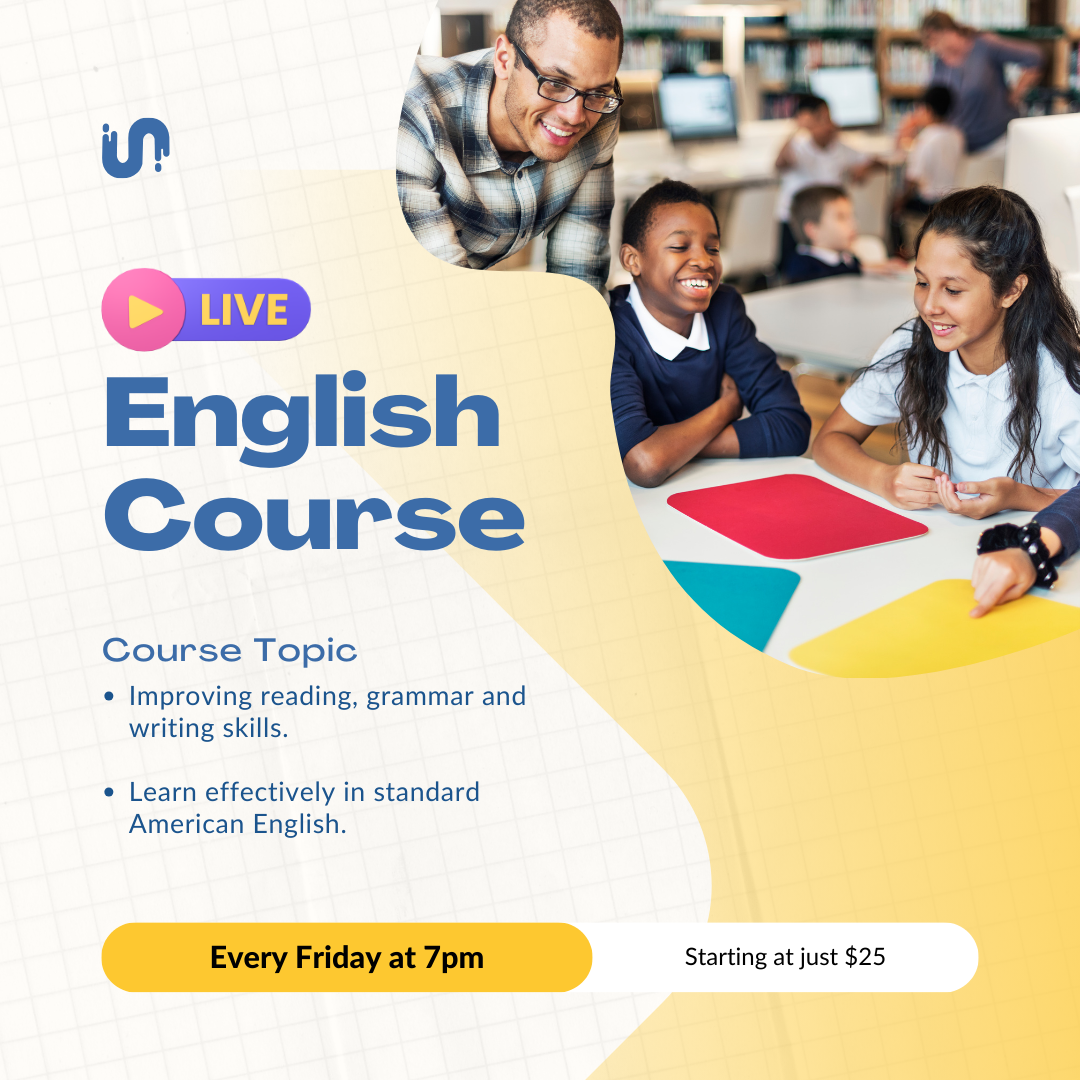 LIVE
English
Course
Course Topic
• Improving reading, grammar and
writing skills.
• Learn effectively in standard
American English.
Every Friday at 7pm
Starting at just $25